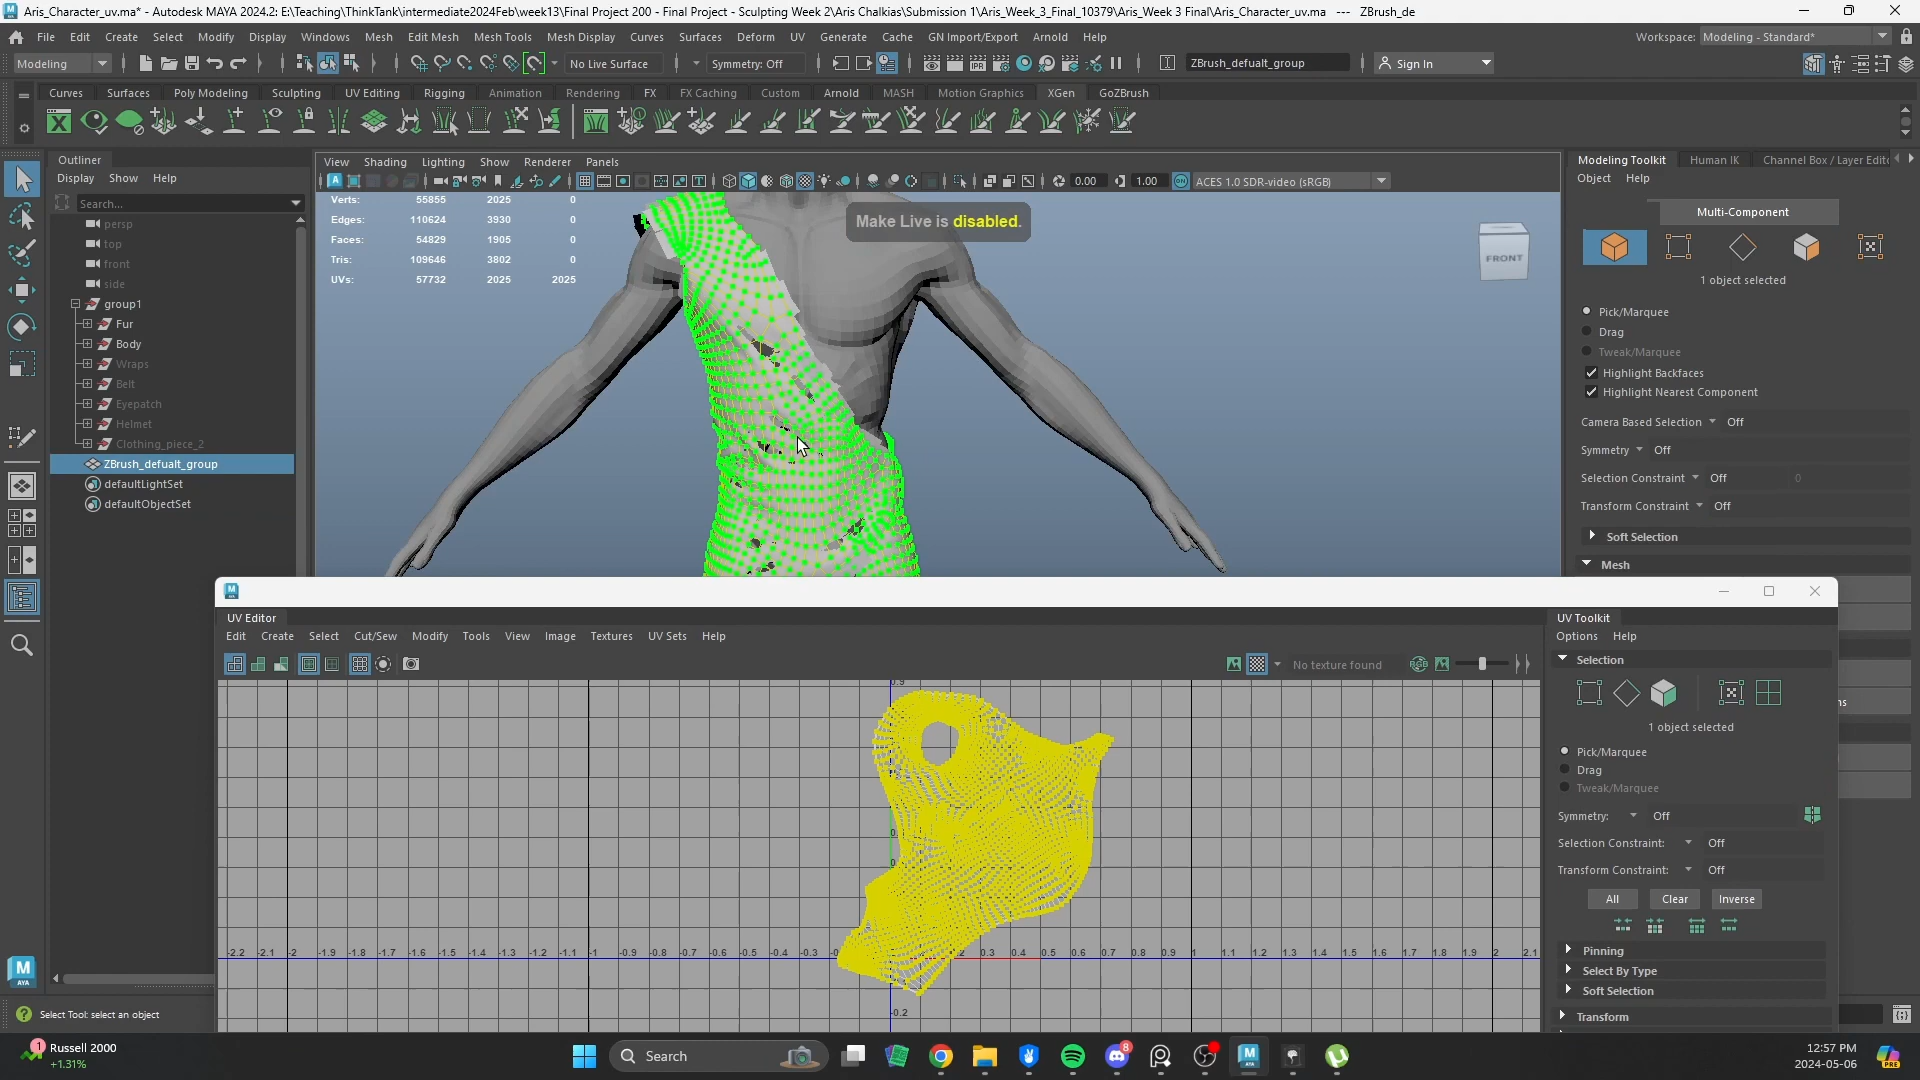 Aris_Character_uv.ma* - Autodesk MAYA 2024.2: E:\Teaching\ThinkTank\intermediate2024Feb\week13\Final Project 200 - Final Project - Sculpting Week 2\Aris Chalkias\Submission 1\Aris_Week_3_Final_10379\Aris_Week 3 Final\Aris_Character_uv.ma --- ZBrush_de
File Edit Create Select Modify Display Windows Mesh Edit Mesh Mesh Tools Mesh Display Curves Surfaces Deform UV Generate Cache GN Import/Export Arnold Help
Workspace: Modeling - Standard*
Modeling No Live Surface Symmetry: Off ZBrush_defualt_group Sign In
Curves Surfaces Poly Modeling Sculpting UV Editing Rigging Animation Rendering FX FX Caching Custom Arnold MASH Motion Graphics XGen GoZBrush
Outliner
Display Show Help
Search...
persp
top
front
side
group1
Fur
Body
Wraps
Belt
Eyepatch
Helmet
Clothing_piece_2
ZBrush_defualt_group
defaultLightSet
defaultObjectSet
View Shading Lighting Show Renderer Panels
0.00 1.00 ACES 1.0 SDR-video (sRGB)
Verts: 55855 2025 0
Edges: 110624 3930 0
Faces: 54829 1905 0
Tris: 109646 3802 0
UVs: 57732 2025 2025
Make Live is disabled.
FRONT
Modeling Toolkit Human IK Channel Box / Layer Edito
Object Help
Multi-Component
1 object selected
Pick/Marquee
Drag
Tweak/Marquee
Highlight Backfaces
Highlight Nearest Component
Camera Based Selection Off
Symmetry Off
Selection Constraint Off 0
Transform Constraint Off
Soft Selection
Mesh
UV Editor
Edit Create Select Cut/Sew Modify Tools View Image Textures UV Sets Help
No texture found
0.9
-2.2 -2.1 -2 -1.9 -1.8 -1.7 -1.6 -1.5 -1.4 -1.3 -1.2 -1.1 -1 -0.9 -0.8 -0.7 -0.6 -0.5 -0.4 -0.3 0.3 0.4 0.5 0.6 0.7 0.8 0.9 1 1.1 1.2 1.3 1.4 1.5 1.6 1.7 1.8 1.9 2 2.1
-0.2
UV Toolkit
Options Help
Selection
1 object selected
Pick/Marquee
Drag
Tweak/Marquee
Symmetry: Off
Selection Constraint: Off
Transform Constraint: Off
All Clear Inverse
Pinning
Select By Type
Soft Selection
Transform
Select Tool: select an object
1
Russell 2000
+1.31%
Search
8
12:57 PM
2024-05-06
PRE